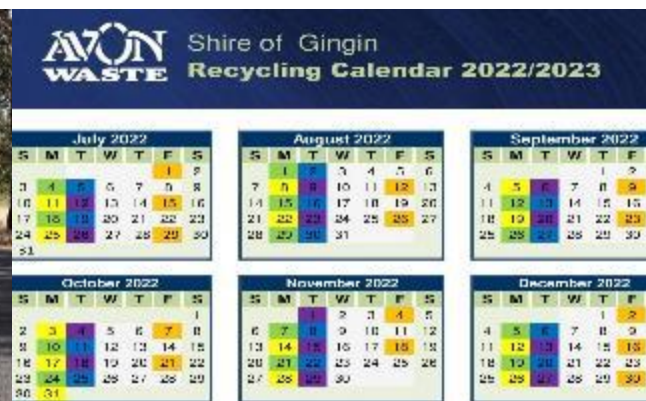 AVON WASTE
Shire of Gingin
Recycling Calendar 2022/2023
July 2022
S M T W T F S
1 2
3 4 5 6 7 8 9
10 11 12 13 14 15 16
17 18 19 20 21 22 23
24 25 26 27 28 29 30
31
August 2022
S M T W T F S
1 2 3 4 5 6
7 8 9 10 11 12 13
14 15 16 17 18 19 20
21 22 23 24 25 26 27
28 29 30 31
September 2022
S M T W T F
1 2
4 5 6 7 8 9
11 12 13 14 15 16
18 19 20 21 22 23
25 26 27 28 29 30
October 2022
S M T W T F S
1
2 3 4 5 6 7 8
9 10 11 12 13 14 15
16 17 18 19 20 21 22
23 24 25 26 27 28 29
30 31
November 2022
S M T W T F S
1 2 3 4 5
6 7 8 9 10 11 12
13 14 15 16 17 18 19
20 21 22 23 24 25 26
27 28 29 30
December 2022
S M T W T F
1 2
4 5 6 7 8 9
11 12 13 14 15 16
18 19 20 21 22 23
25 26 27 28 29 30